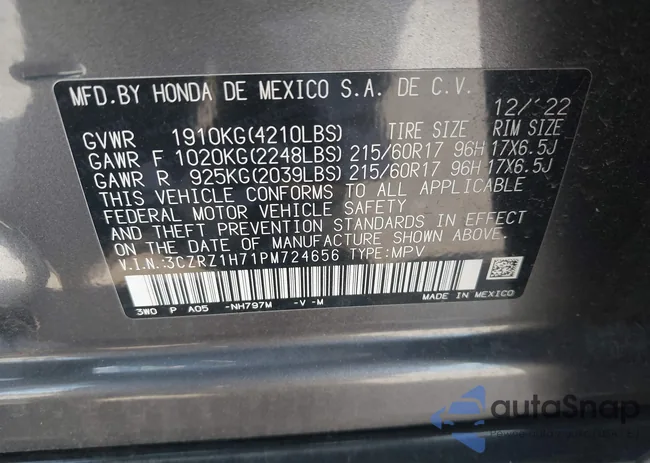 MFD.BY HONDA DE MEXICO S.A. DE C.V. 12/'22
GVWR 1910KG(4210LBS) TIRE SIZE RIM SIZE
GAWR F 1020KG(2248LBS) 215/60R17 96H 17X6.5J
GAWR R 925KG(2039LBS) 215/60R17 96H 17X6.5J
THIS VEHICLE CONFORMS TO ALL APPLICABLE
FEDERAL MOTOR VEHICLE SAFETY
AND THEFT PREVENTION STANDARDS IN EFFECT
ON THE DATE OF MANUFACTURE SHOWN ABOVE.
V.I.N.:3CZRZ1H71PM724656 TYPE:MPV
3W0 P A05 -NH797M -V -M MADE IN MEXICO
autoSnap